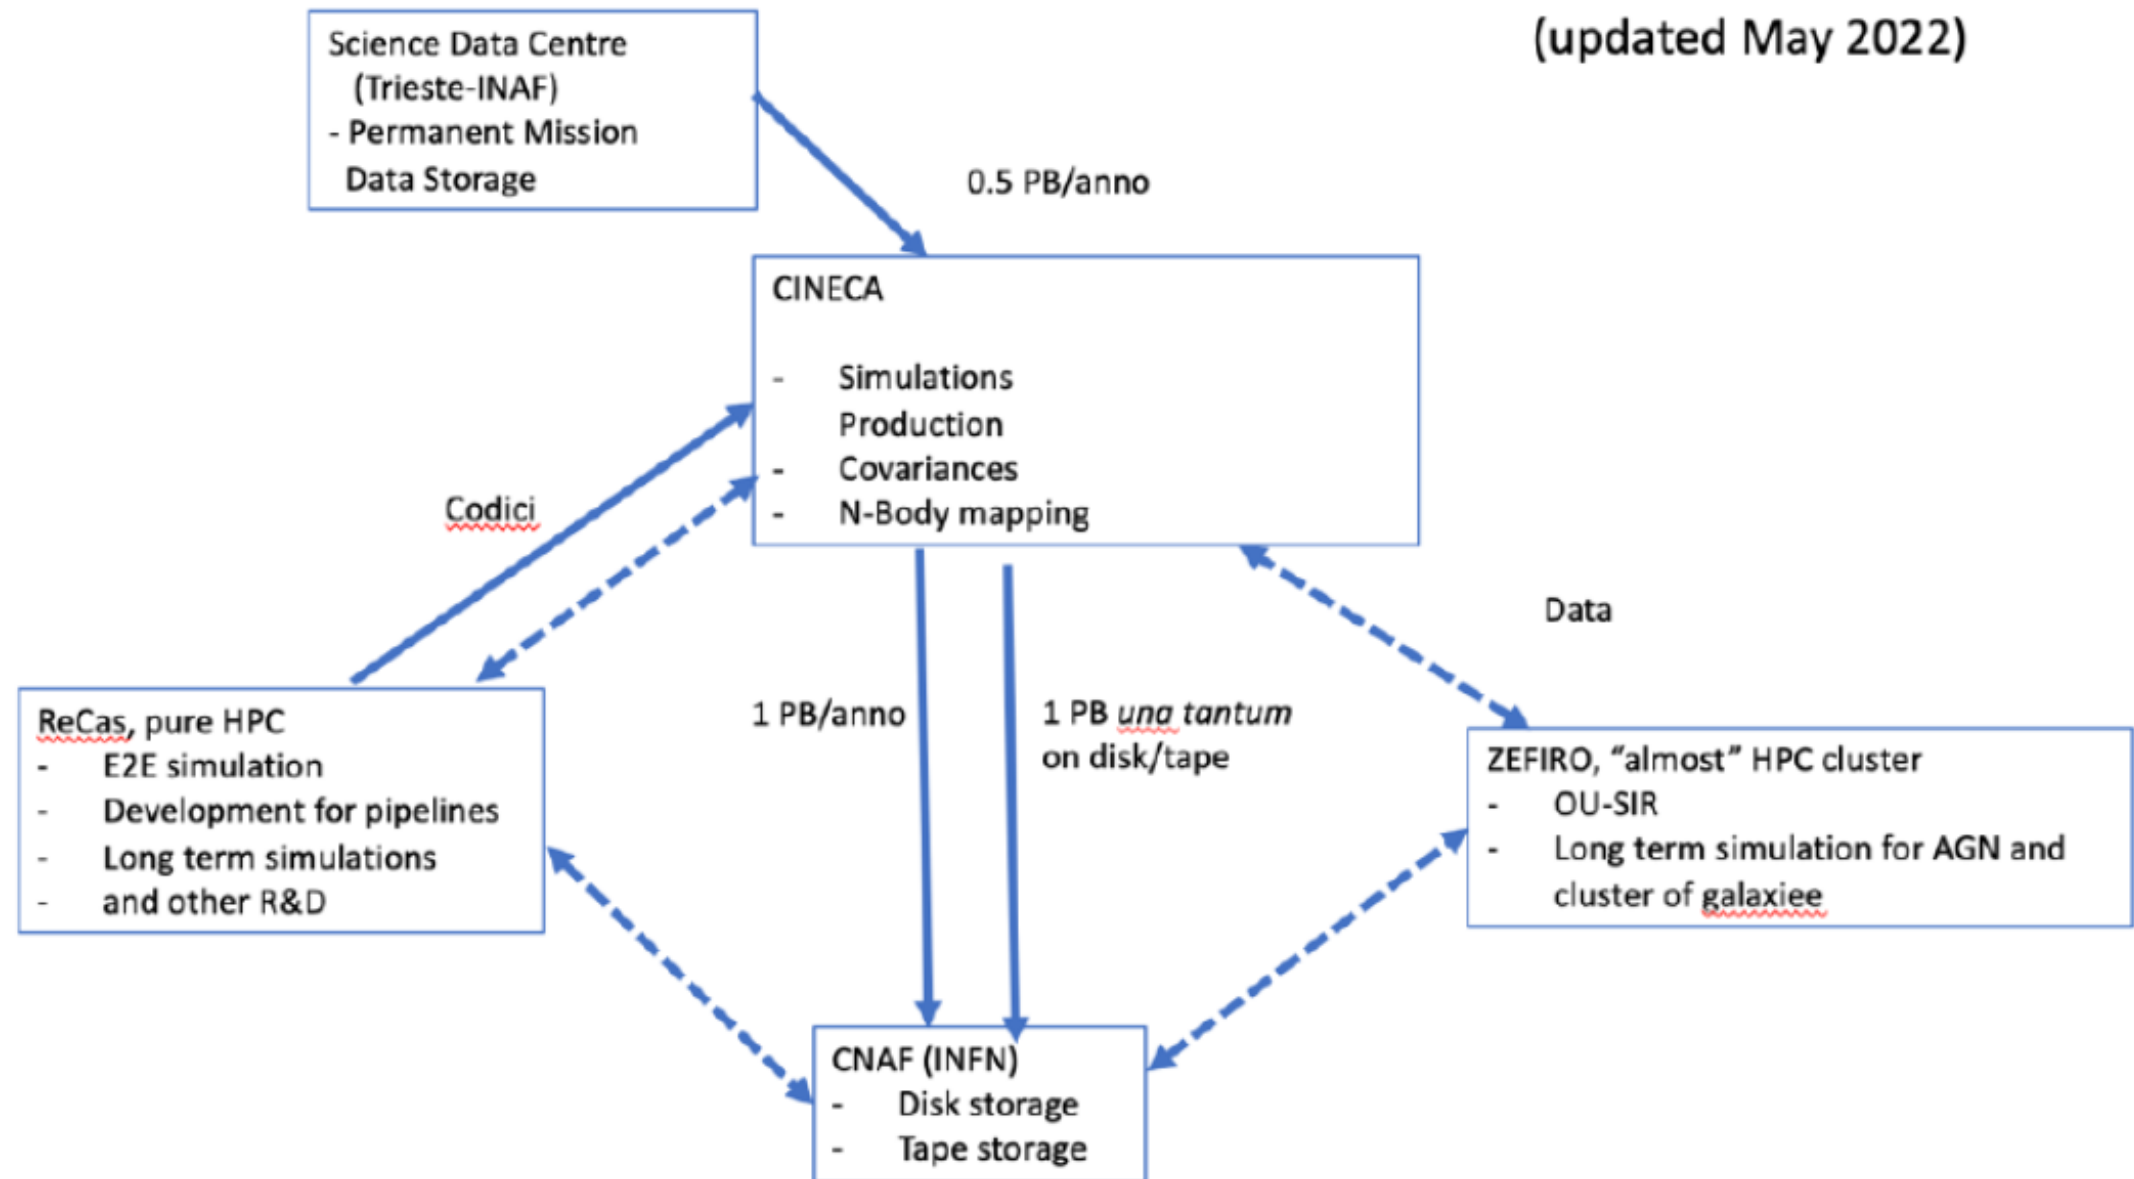 (updated May 2022)
Science Data Centre
(Trieste-INAF)
- Permanent Mission
Data Storage
0.5 PB/anno
CINECA
- Simulations
Production
- Covariances
- N-Body mapping
Codici
Data
1 PB/anno
1 PB una tantum
on disk/tape
ReCas, pure HPC
- E2E simulation
- Development for pipelines
- Long term simulations
- and other R&D
ZEFIRO, “almost” HPC cluster
- OU-SIR
- Long term simulation for AGN and
cluster of galaxiee
CNAF (INFN)
- Disk storage
- Tape storage